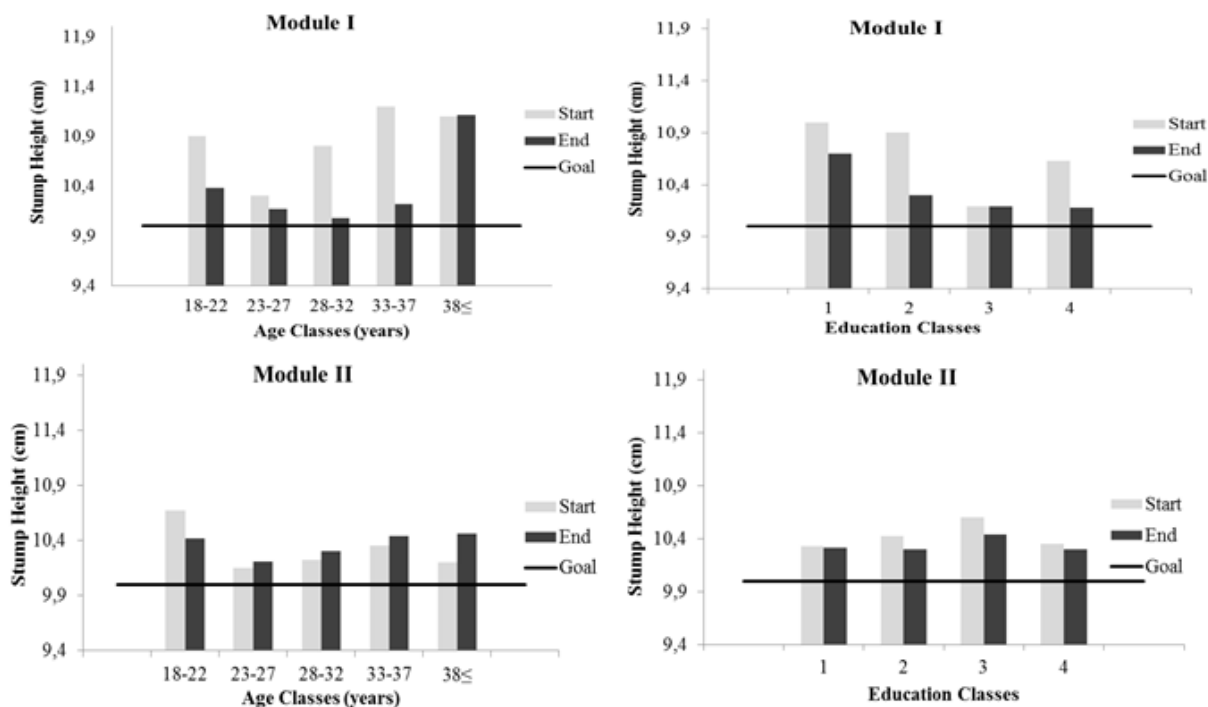 Module I
11,9
11,4
10,9
10,4
9,9
9,4
Stump Height (cm)
18-22 23-27 28-32 33-37 38≤
Age Classes (years)
Start
End
Goal
Module I
11,9
11,4
10,9
10,4
9,9
9,4
Stump Height (cm)
1 2 3 4
Education Classes
Start
End
Goal
Module II
11,9
11,4
10,9
10,4
9,9
9,4
Stump Height (cm)
18-22 23-27 28-32 33-37 38≤
Age Classes (years)
Start
End
Goal
Module II
11,9
11,4
10,9
10,4
9,9
9,4
Stump Height (cm)
1 2 3 4
Education Classes
Start
End
Goal